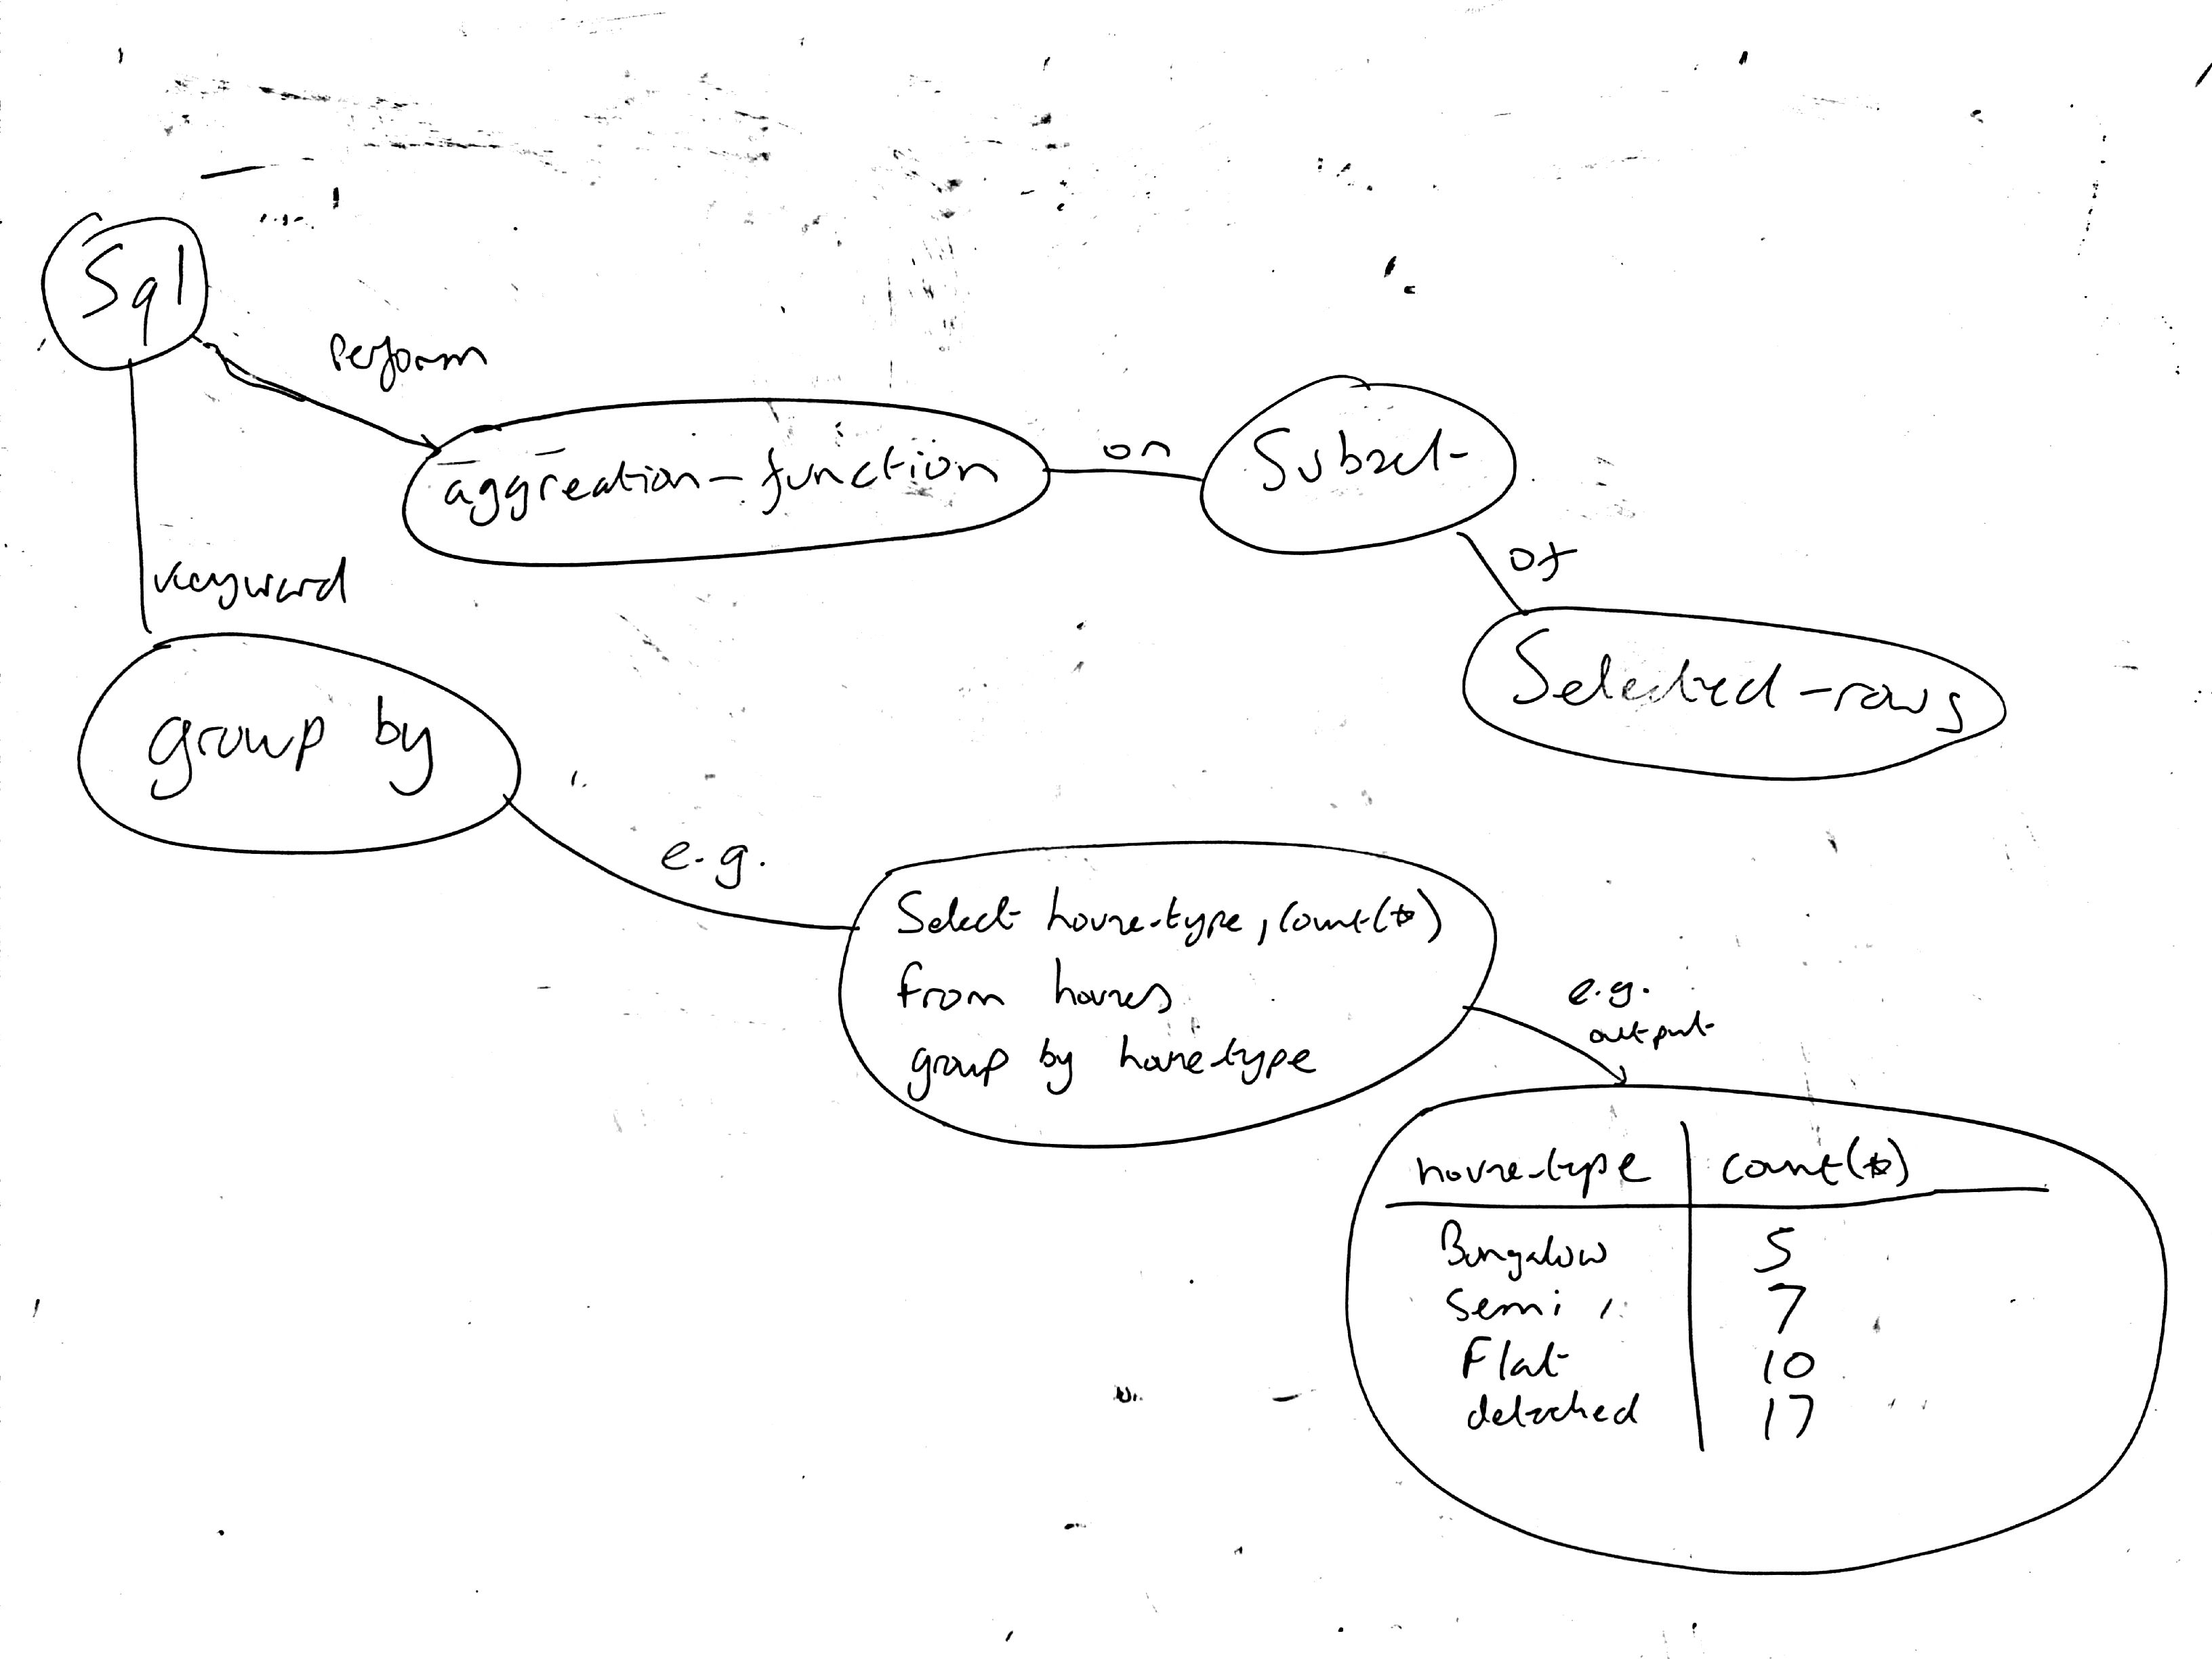 Sql
perform
aggreation-function
on
Subset
of
Selected-rows
keyword
group by
e.g.
Select house-type, count(*)
from houses
group by house-type
e.g.
output
house-type count(*)
Bungalow 5
Semi 7
Flat 10
detached 17